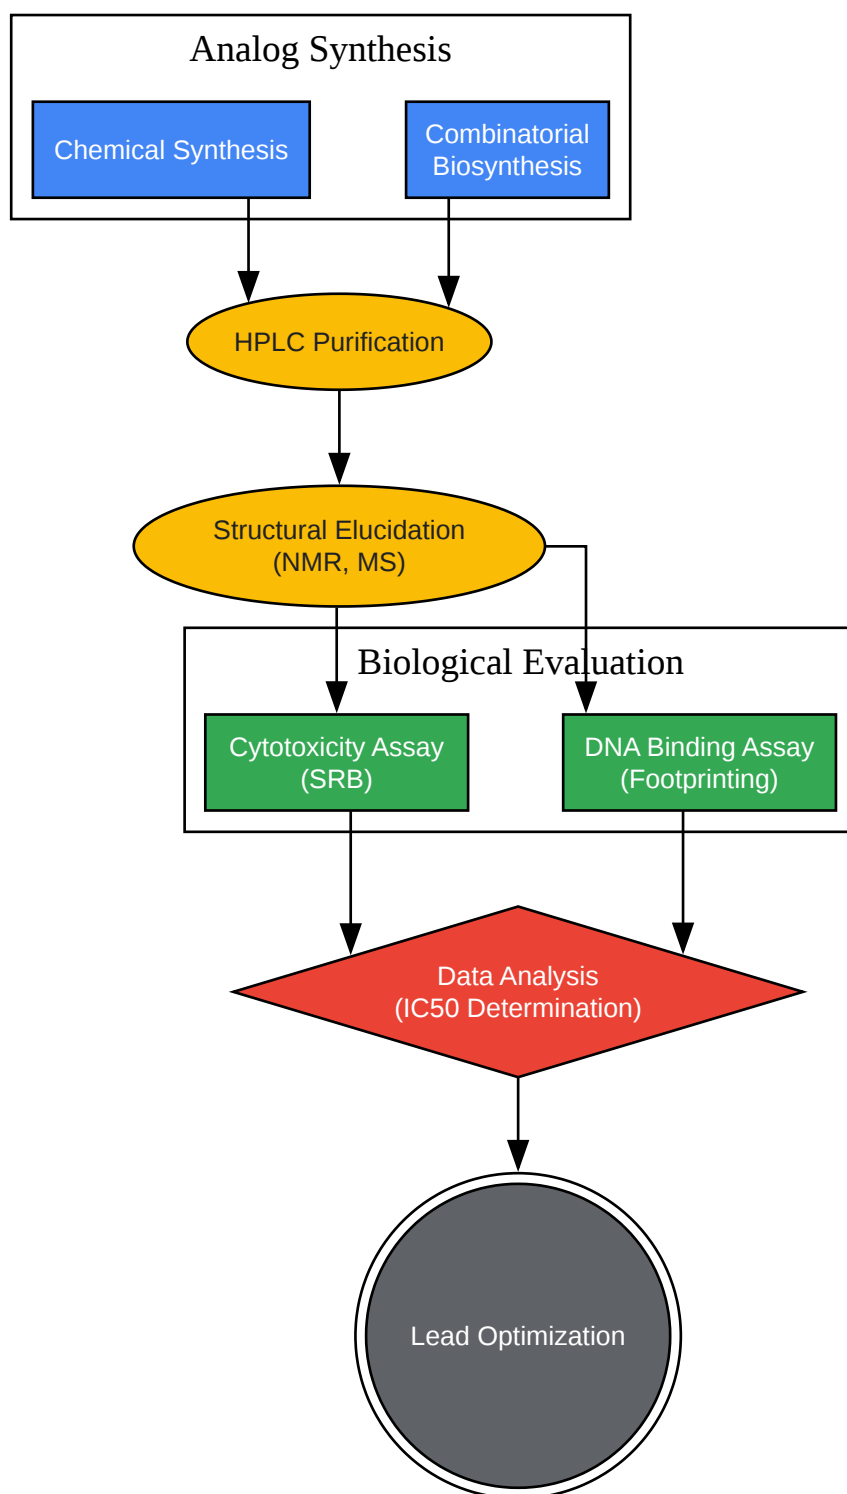 Analog Synthesis
Chemical Synthesis
Combinatorial
Biosynthesis
HPLC Purification
Structural Elucidation
(NMR, MS)
Biological Evaluation
Cytotoxicity Assay
(SRB)
DNA Binding Assay
(Footprinting)
Data Analysis
(IC50 Determination)
Lead Optimization